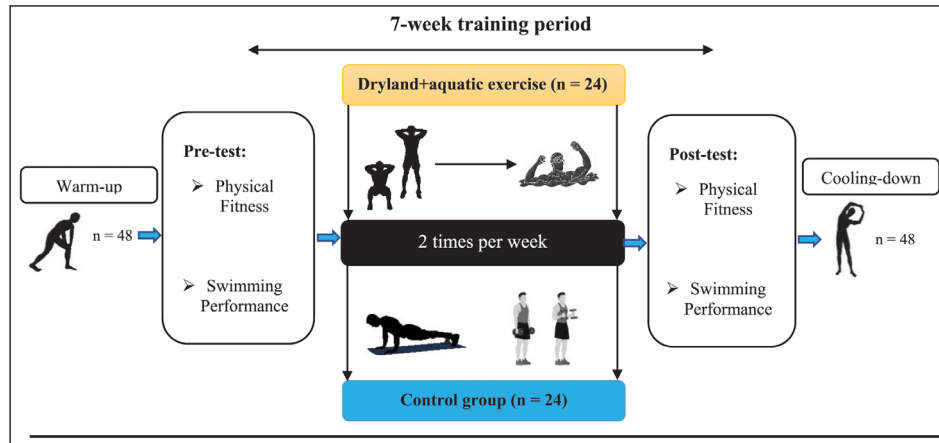 7-week training period
Dryland+aquatic exercise (n = 24)
Warm-up
n = 48
Pre-test:
➢ Physical
Fitness
➢ Swimming
Performance
2 times per week
Control group (n = 24)
Post-test:
➢ Physical
Fitness
➢ Swimming
Performance
Cooling-down
n = 48